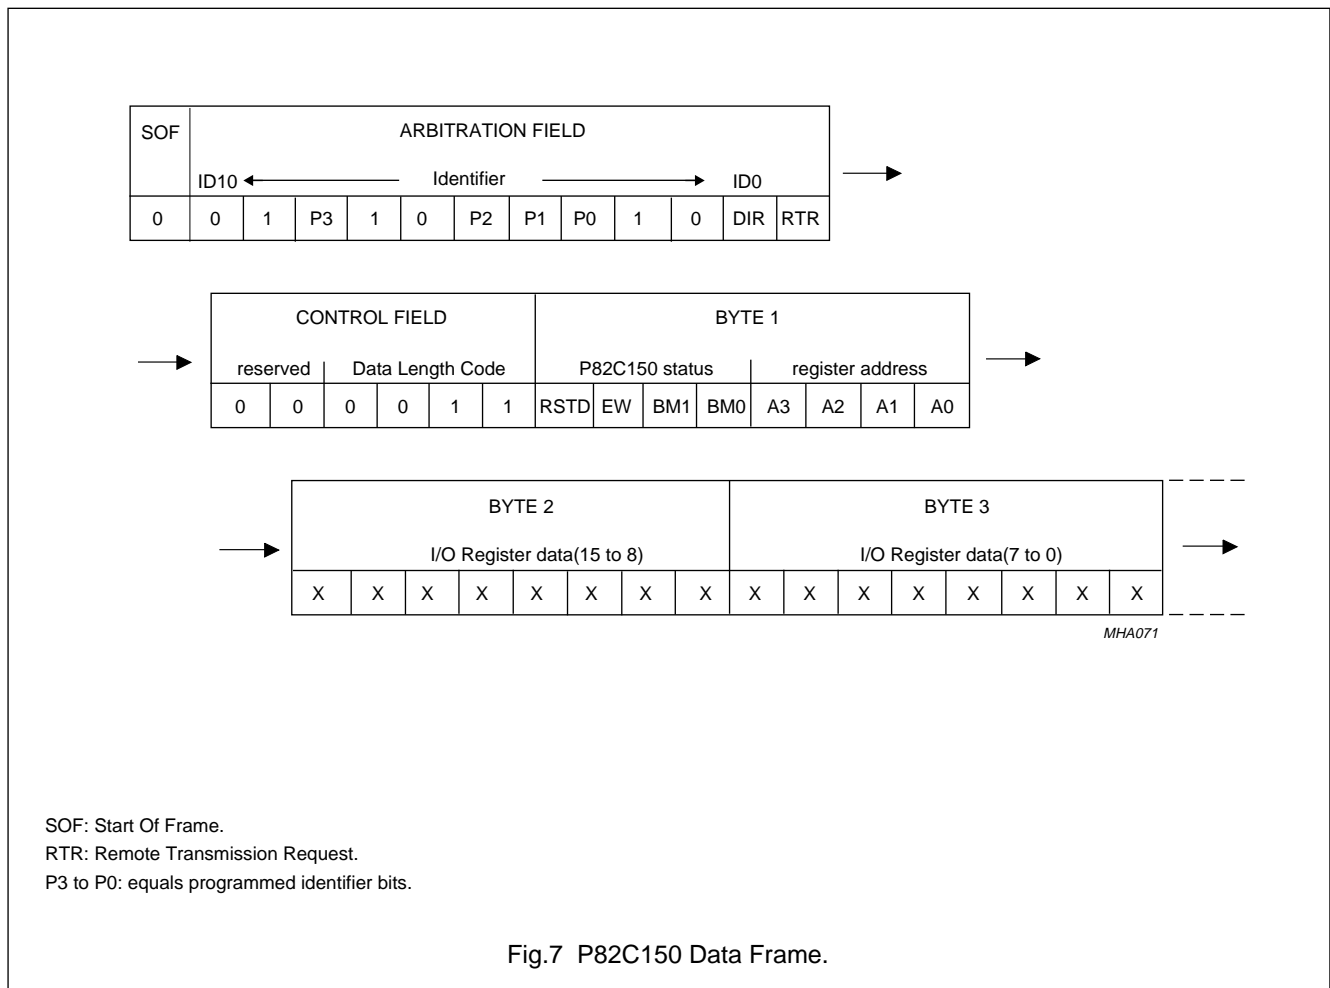 SOF ARBITRATION FIELD
ID10 Identifier ID0
0 0 1 P3 1 0 P2 P1 P0 1 0 DIR RTR
CONTROL FIELD BYTE 1
reserved Data Length Code P82C150 status register address
0 0 0 0 1 1 RSTD EW BM1 BM0 A3 A2 A1 A0
BYTE 2 BYTE 3
I/O Register data(15 to 8) I/O Register data(7 to 0)
X X X X X X X X X X X X X X X X
MHA071
SOF: Start Of Frame.
RTR: Remote Transmission Request.
P3 to P0: equals programmed identifier bits.
Fig.7 P82C150 Data Frame.